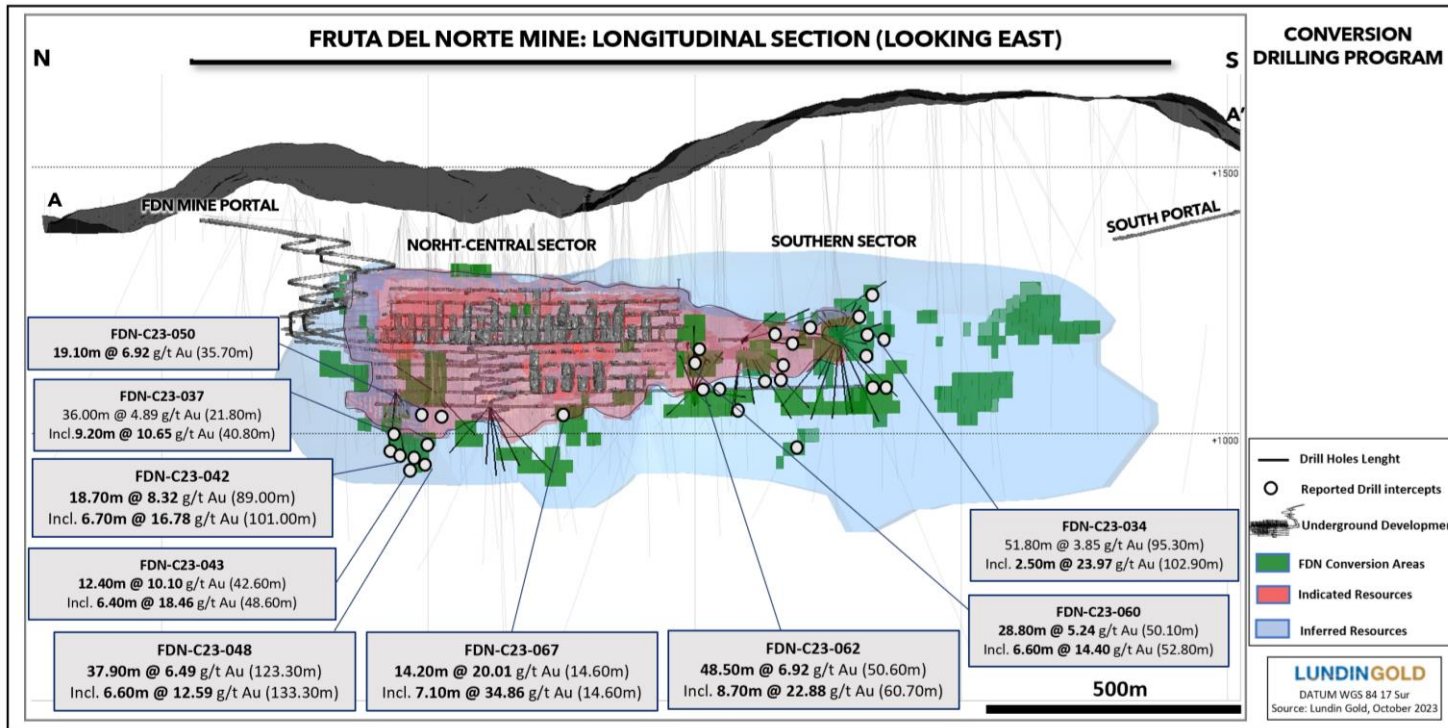 FRUTA DEL NORTE MINE: LONGITUDINAL SECTION (LOOKING EAST)
CONVERSION
DRILLING PROGRAM
N
S
A'
+1500
A
FDN MINE PORTAL
SOUTH PORTAL
NORHT-CENTRAL SECTOR
SOUTHERN SECTOR
FDN-C23-050
19.10m @ 6.92 g/t Au (35.70m)
FDN-C23-037
36.00m @ 4.89 g/t Au (21.80m)
Incl.9.20m @ 10.65 g/t Au (40.80m)
+1000
FDN-C23-042
18.70m @ 8.32 g/t Au (89.00m)
Incl. 6.70m @ 16.78 g/t Au (101.00m)
FDN-C23-043
12.40m @ 10.10 g/t Au (42.60m)
Incl. 6.40m @ 18.46 g/t Au (48.60m)
FDN-C23-048
37.90m @ 6.49 g/t Au (123.30m)
Incl. 6.60m @ 12.59 g/t Au (133.30m)
FDN-C23-067
14.20m @ 20.01 g/t Au (14.60m)
Incl. 7.10m @ 34.86 g/t Au (14.60m)
FDN-C23-062
48.50m @ 6.92 g/t Au (50.60m)
Incl. 8.70m @ 22.88 g/t Au (60.70m)
FDN-C23-034
51.80m @ 3.85 g/t Au (95.30m)
Incl. 2.50m @ 23.97 g/t Au (102.90m)
FDN-C23-060
28.80m @ 5.24 g/t Au (50.10m)
Incl. 6.60m @ 14.40 g/t Au (52.80m)
500m
Drill Holes Lenght
Reported Drill intercepts
Underground Developmen
FDN Conversion Areas
Indicated Resources
Inferred Resources
LUNDINGOLD
DATUM WGS 84 17 Sur
Source: Lundin Gold, October 2023